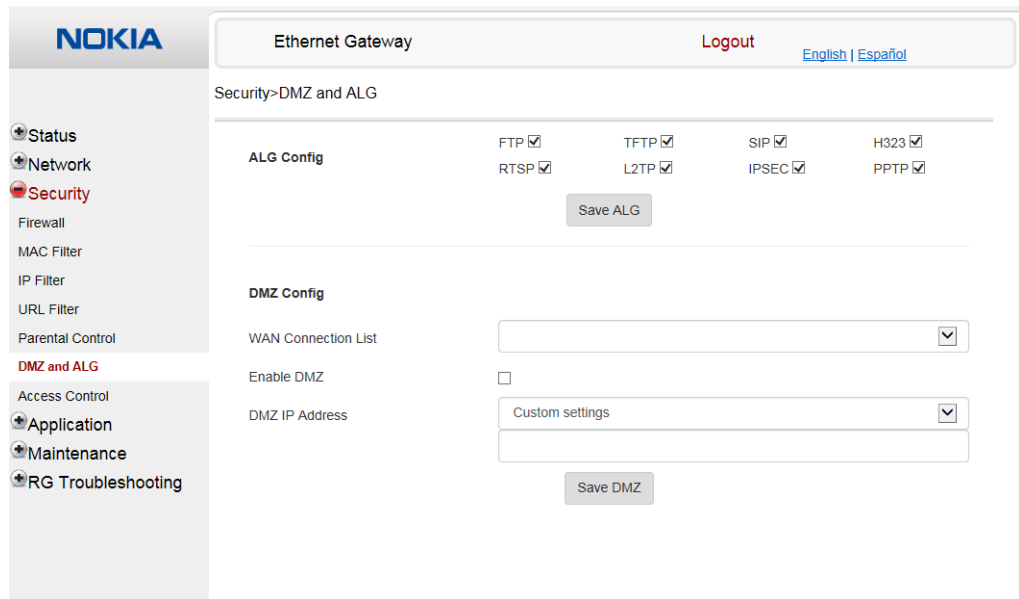 NOKIA
Ethernet Gateway
Logout
English | Español
Security>DMZ and ALG
Status
Network
Security
Firewall
MAC Filter
IP Filter
URL Filter
Parental Control
DMZ and ALG
Access Control
Application
Maintenance
RG Troubleshooting
ALG Config
FTP TFTP SIP H323
RTSP L2TP IPSEC PPTP
Save ALG
DMZ Config
WAN Connection List
Enable DMZ
DMZ IP Address
Custom settings
Save DMZ